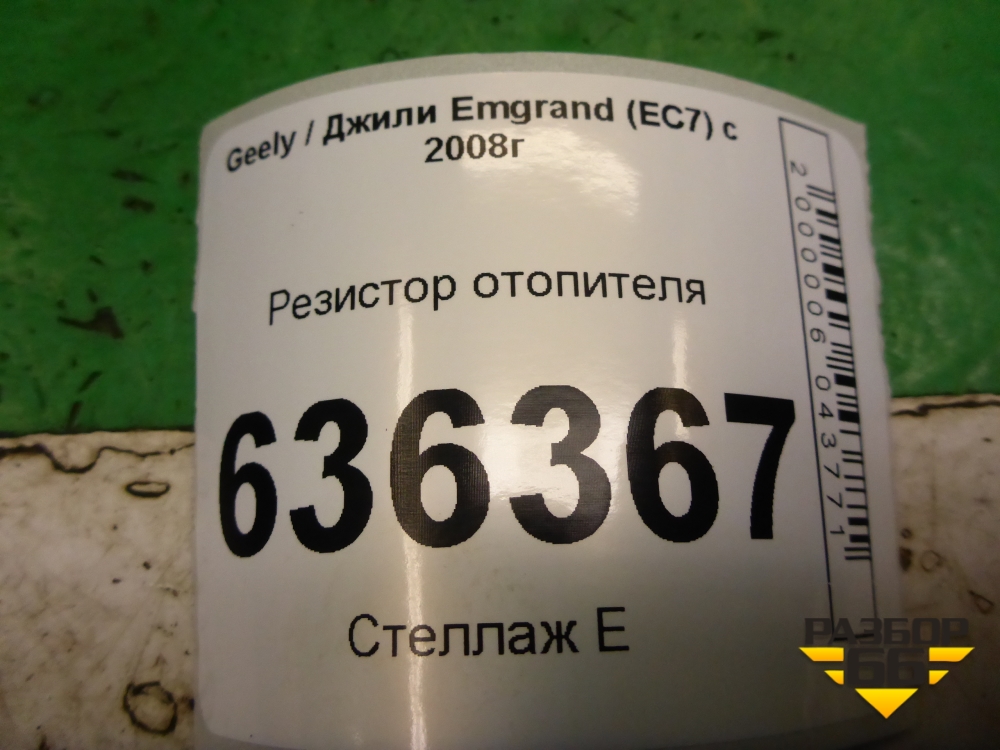 Geely / Джили Emgrand (EC7) с
2008г
Резистор отопителя
636367
Стеллаж Е
2000006043771
РАЗБОР
66